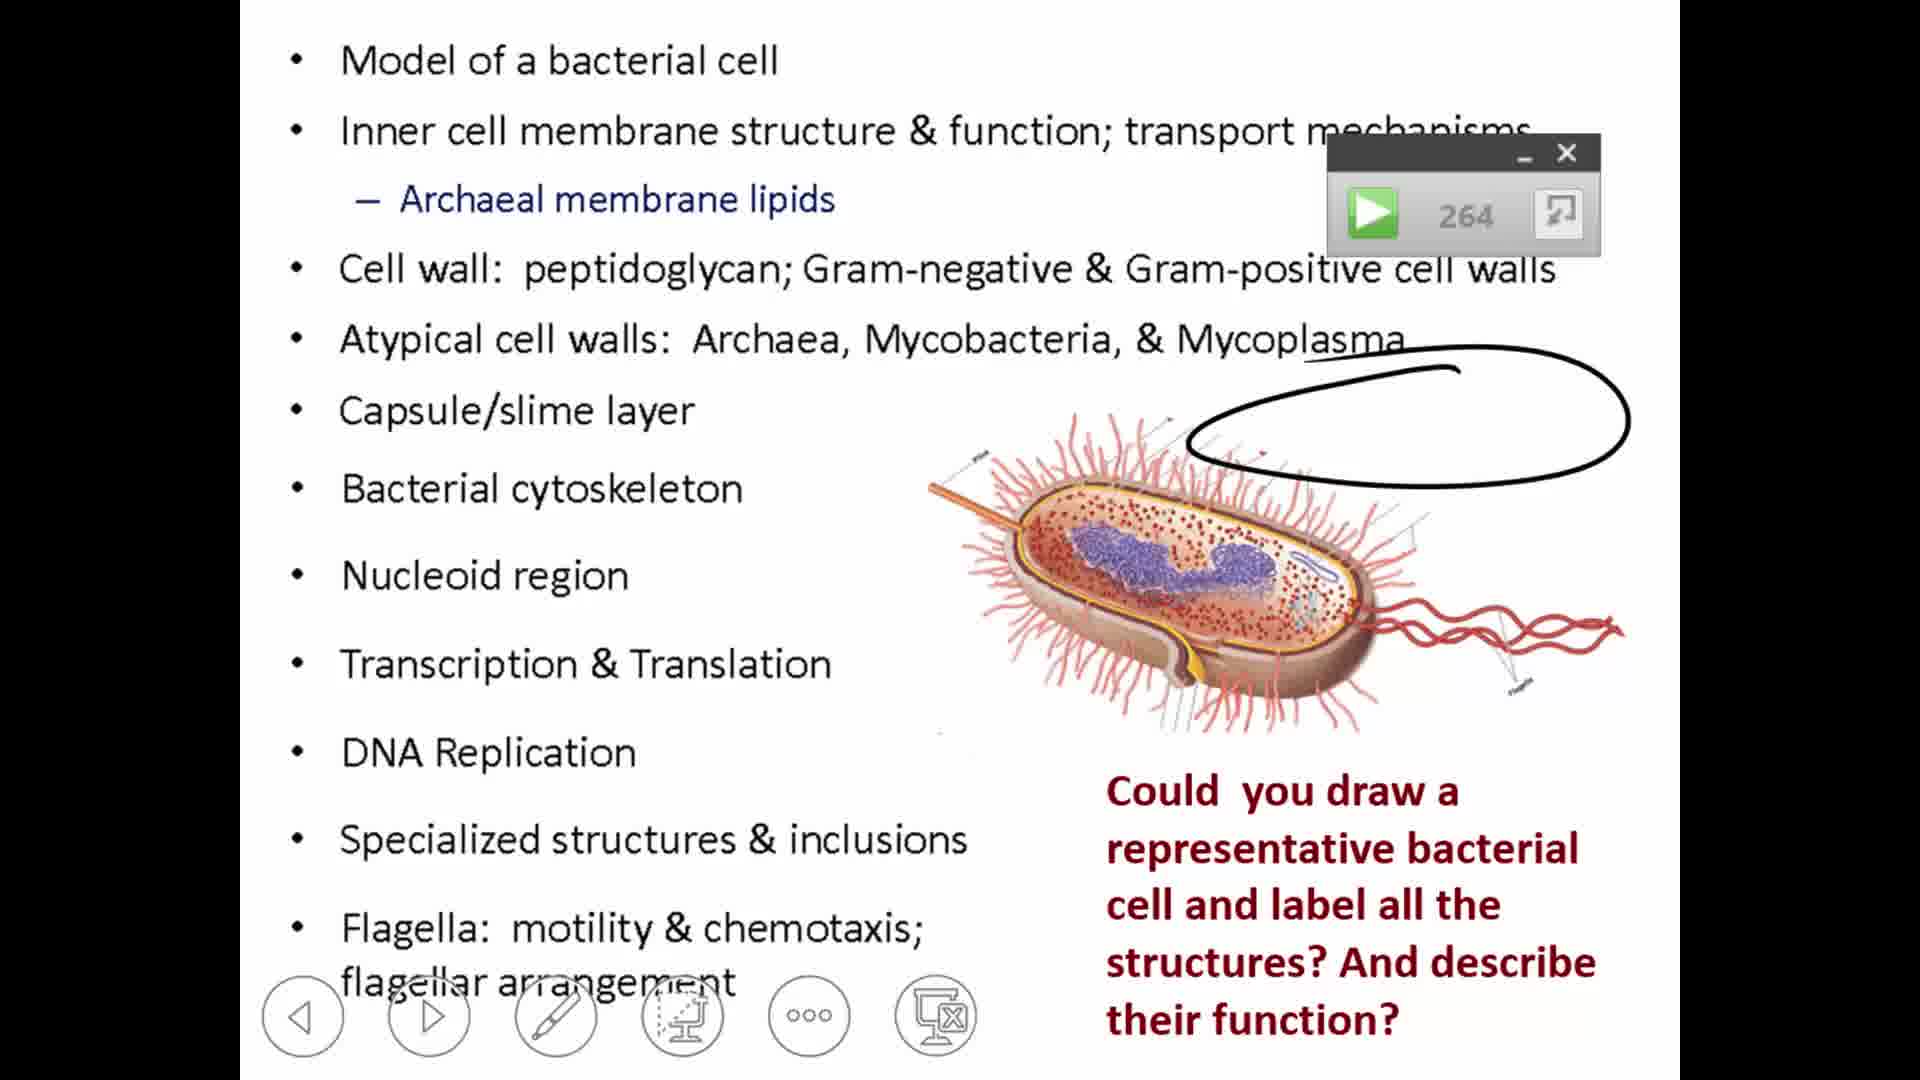 • Model of a bacterial cell
• Inner cell membrane structure & function; transport mechanisms
– Archaeal membrane lipids
264
• Cell wall: peptidoglycan; Gram-negative & Gram-positive cell walls
• Atypical cell walls: Archaea, Mycobacteria, & Mycoplasma
• Capsule/slime layer
Pilus
• Bacterial cytoskeleton
• Nucleoid region
• Transcription & Translation
Flagella
• DNA Replication
• Specialized structures & inclusions
• Flagella: motility & chemotaxis;
flagellar arrangement
Could you draw a
representative bacterial
cell and label all the
structures? And describe
their function?